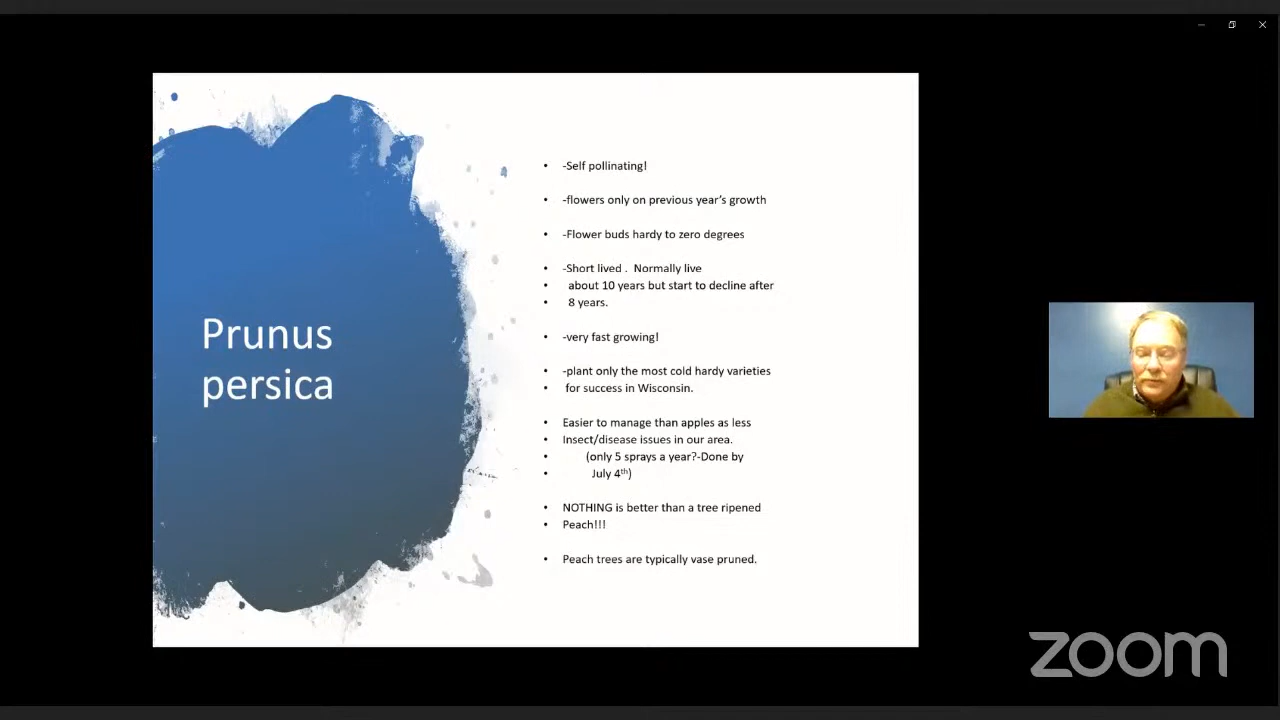 Prunus
persica
• -Self pollinating!
• -flowers only on previous year's growth
• -Flower buds hardy to zero degrees
• -Short lived .  Normally live
• about 10 years but start to decline after
• 8 years.
• -very fast growing!
• -plant only the most cold hardy varieties
• for success in Wisconsin.
• Easier to manage than apples as less
• Insect/disease issues in our area.
• (only 5 sprays a year?-Done by
• July 4th)
• NOTHING is better than a tree ripened
• Peach!!!
• Peach trees are typically vase pruned.
zoom